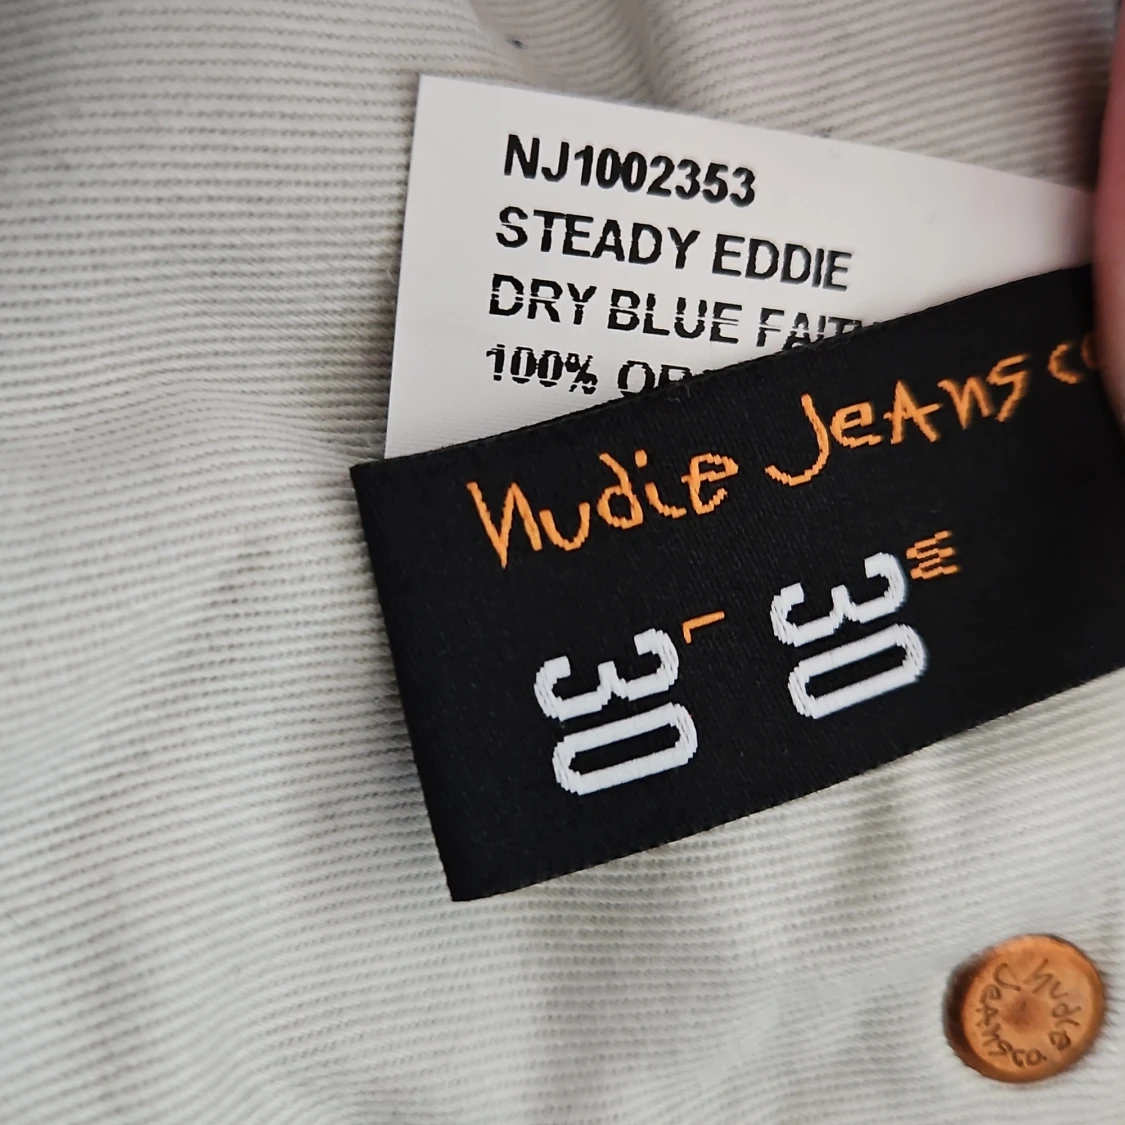 NJ1002353
STEADY EDDIE
DRY BLUE
100%
Nudie Jeans co
W
30
L
30
Nudie
Jeans co.